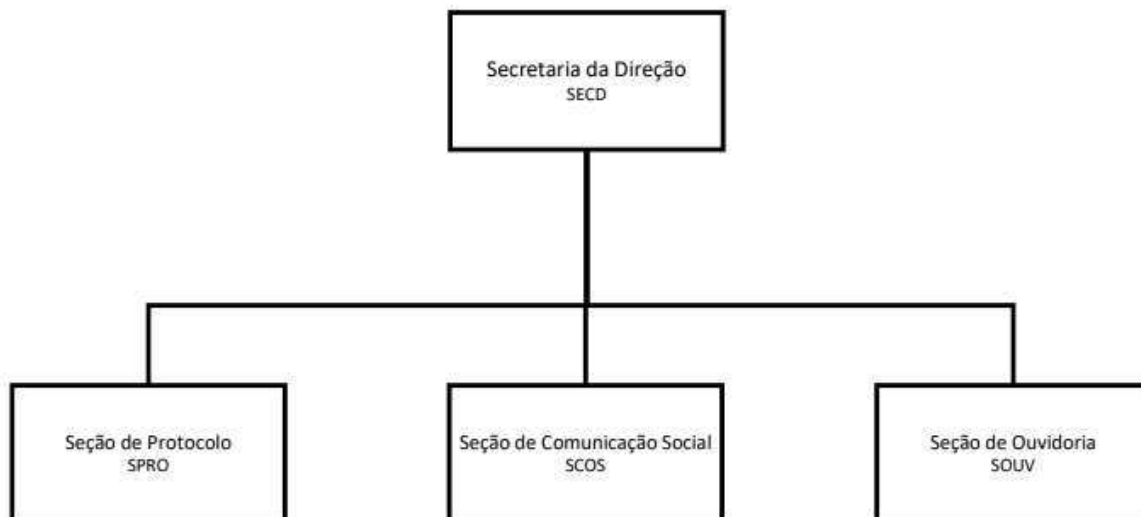 Secretaria da Direção
SECD
Seção de Protocolo
SPRO
Seção de Comunicação Social
SCOS
Seção de Ouvidoria
SOUV